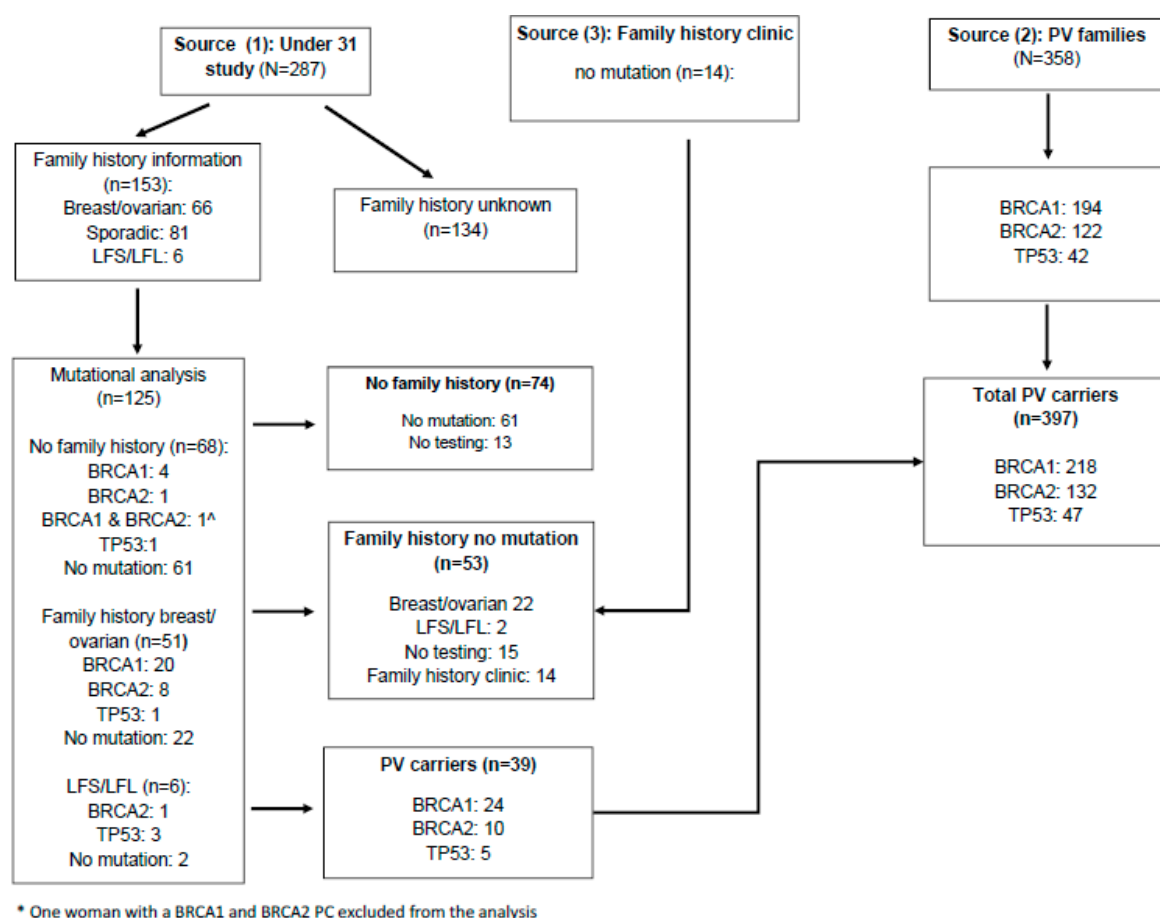 Source (1): Under 31
study (N=287)
Source (3): Family history clinic
no mutation (n=14):
Source (2): PV families
(N=358)
Family history information
(n=153):
Breast/ovarian: 66
Sporadic: 81
LFS/LFL: 6
Family history unknown
(n=134)
BRCA1: 194
BRCA2: 122
TP53: 42
Mutational analysis
(n=125)
No family history (n=68):
BRCA1: 4
BRCA2: 1
BRCA1 & BRCA2: 1^
TP53:1
No mutation: 61
Family history breast/
ovarian (n=51)
BRCA1: 20
BRCA2: 8
TP53: 1
No mutation: 22
LFS/LFL (n=6):
BRCA2: 1
TP53: 3
No mutation: 2
No family history (n=74)
No mutation: 61
No testing: 13
Family history no mutation
(n=53)
Breast/ovarian 22
LFS/LFL: 2
No testing: 15
Family history clinic: 14
PV carriers (n=39)
BRCA1: 24
BRCA2: 10
TP53: 5
Total PV carriers
(n=397)
BRCA1: 218
BRCA2: 132
TP53: 47
* One woman with a BRCA1 and BRCA2 PC excluded from the analysis